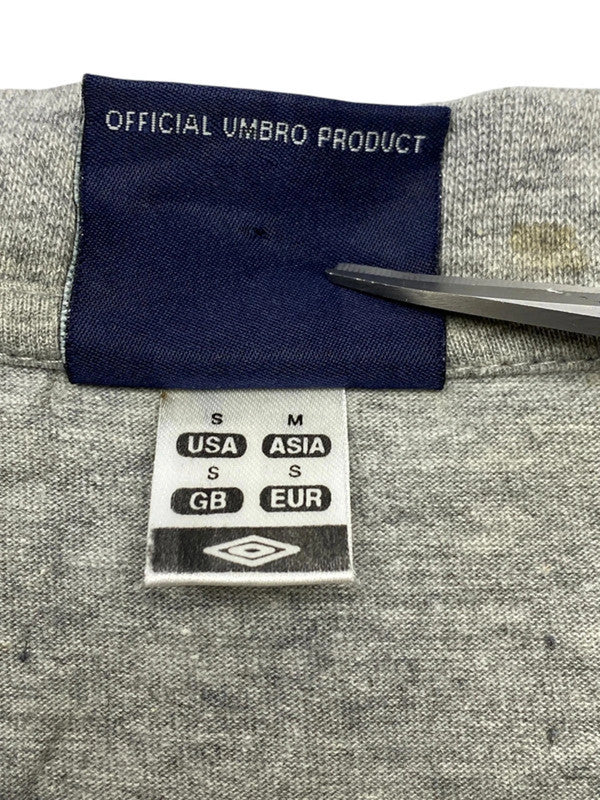 OFFICIAL UMBRO PRODUCT
S M
USA ASIA
S S
GB EUR